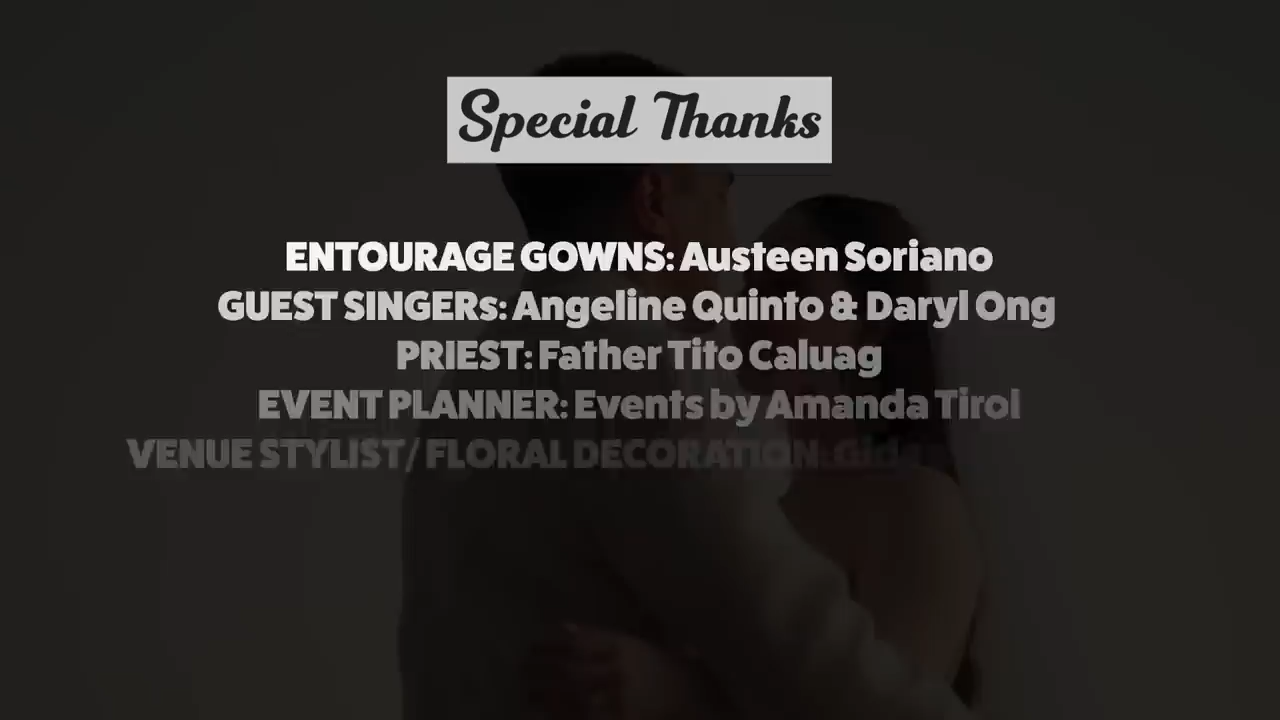 Special Thanks
ENTOURAGE GOWNS: Austeen Soriano
GUEST SINGERs: Angeline Quinto & Daryl Ong
PRIEST: Father Tito Caluag
EVENT PLANNER: Events by Amanda Tirol
VENUE STYLIST/ FLORAL DECORATION